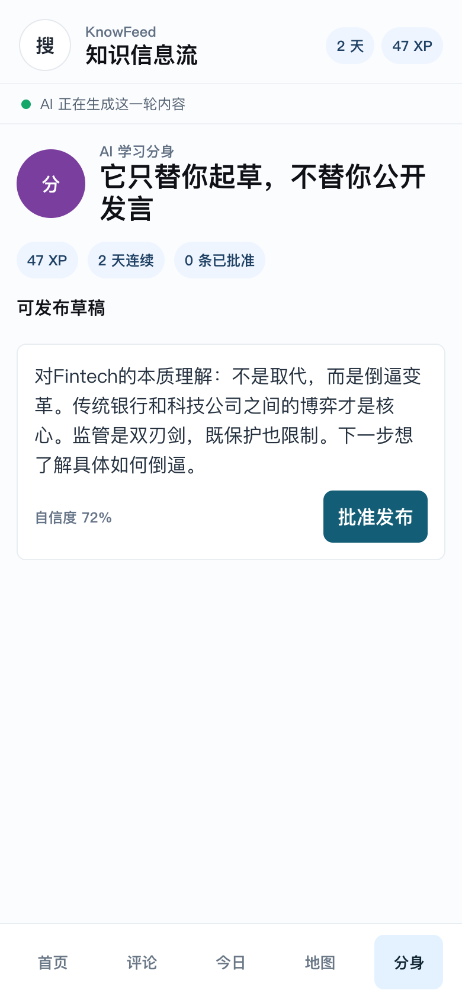 搜
KnowFeed
知识信息流
2 天
47 XP
AI 正在生成这一轮内容
分
AI 学习分身
它只替你起草，不替你公开
发言
47 XP
2 天连续
0 条已批准
可发布草稿
对Fintech的本质理解：不是取代，而是倒逼变
革。传统银行和科技公司之间的博弈才是核
心。监管是双刃剑，既保护也限制。下一步想
了解具体如何倒逼。
自信度 72%
批准发布
首页
评论
今日
地图
分身